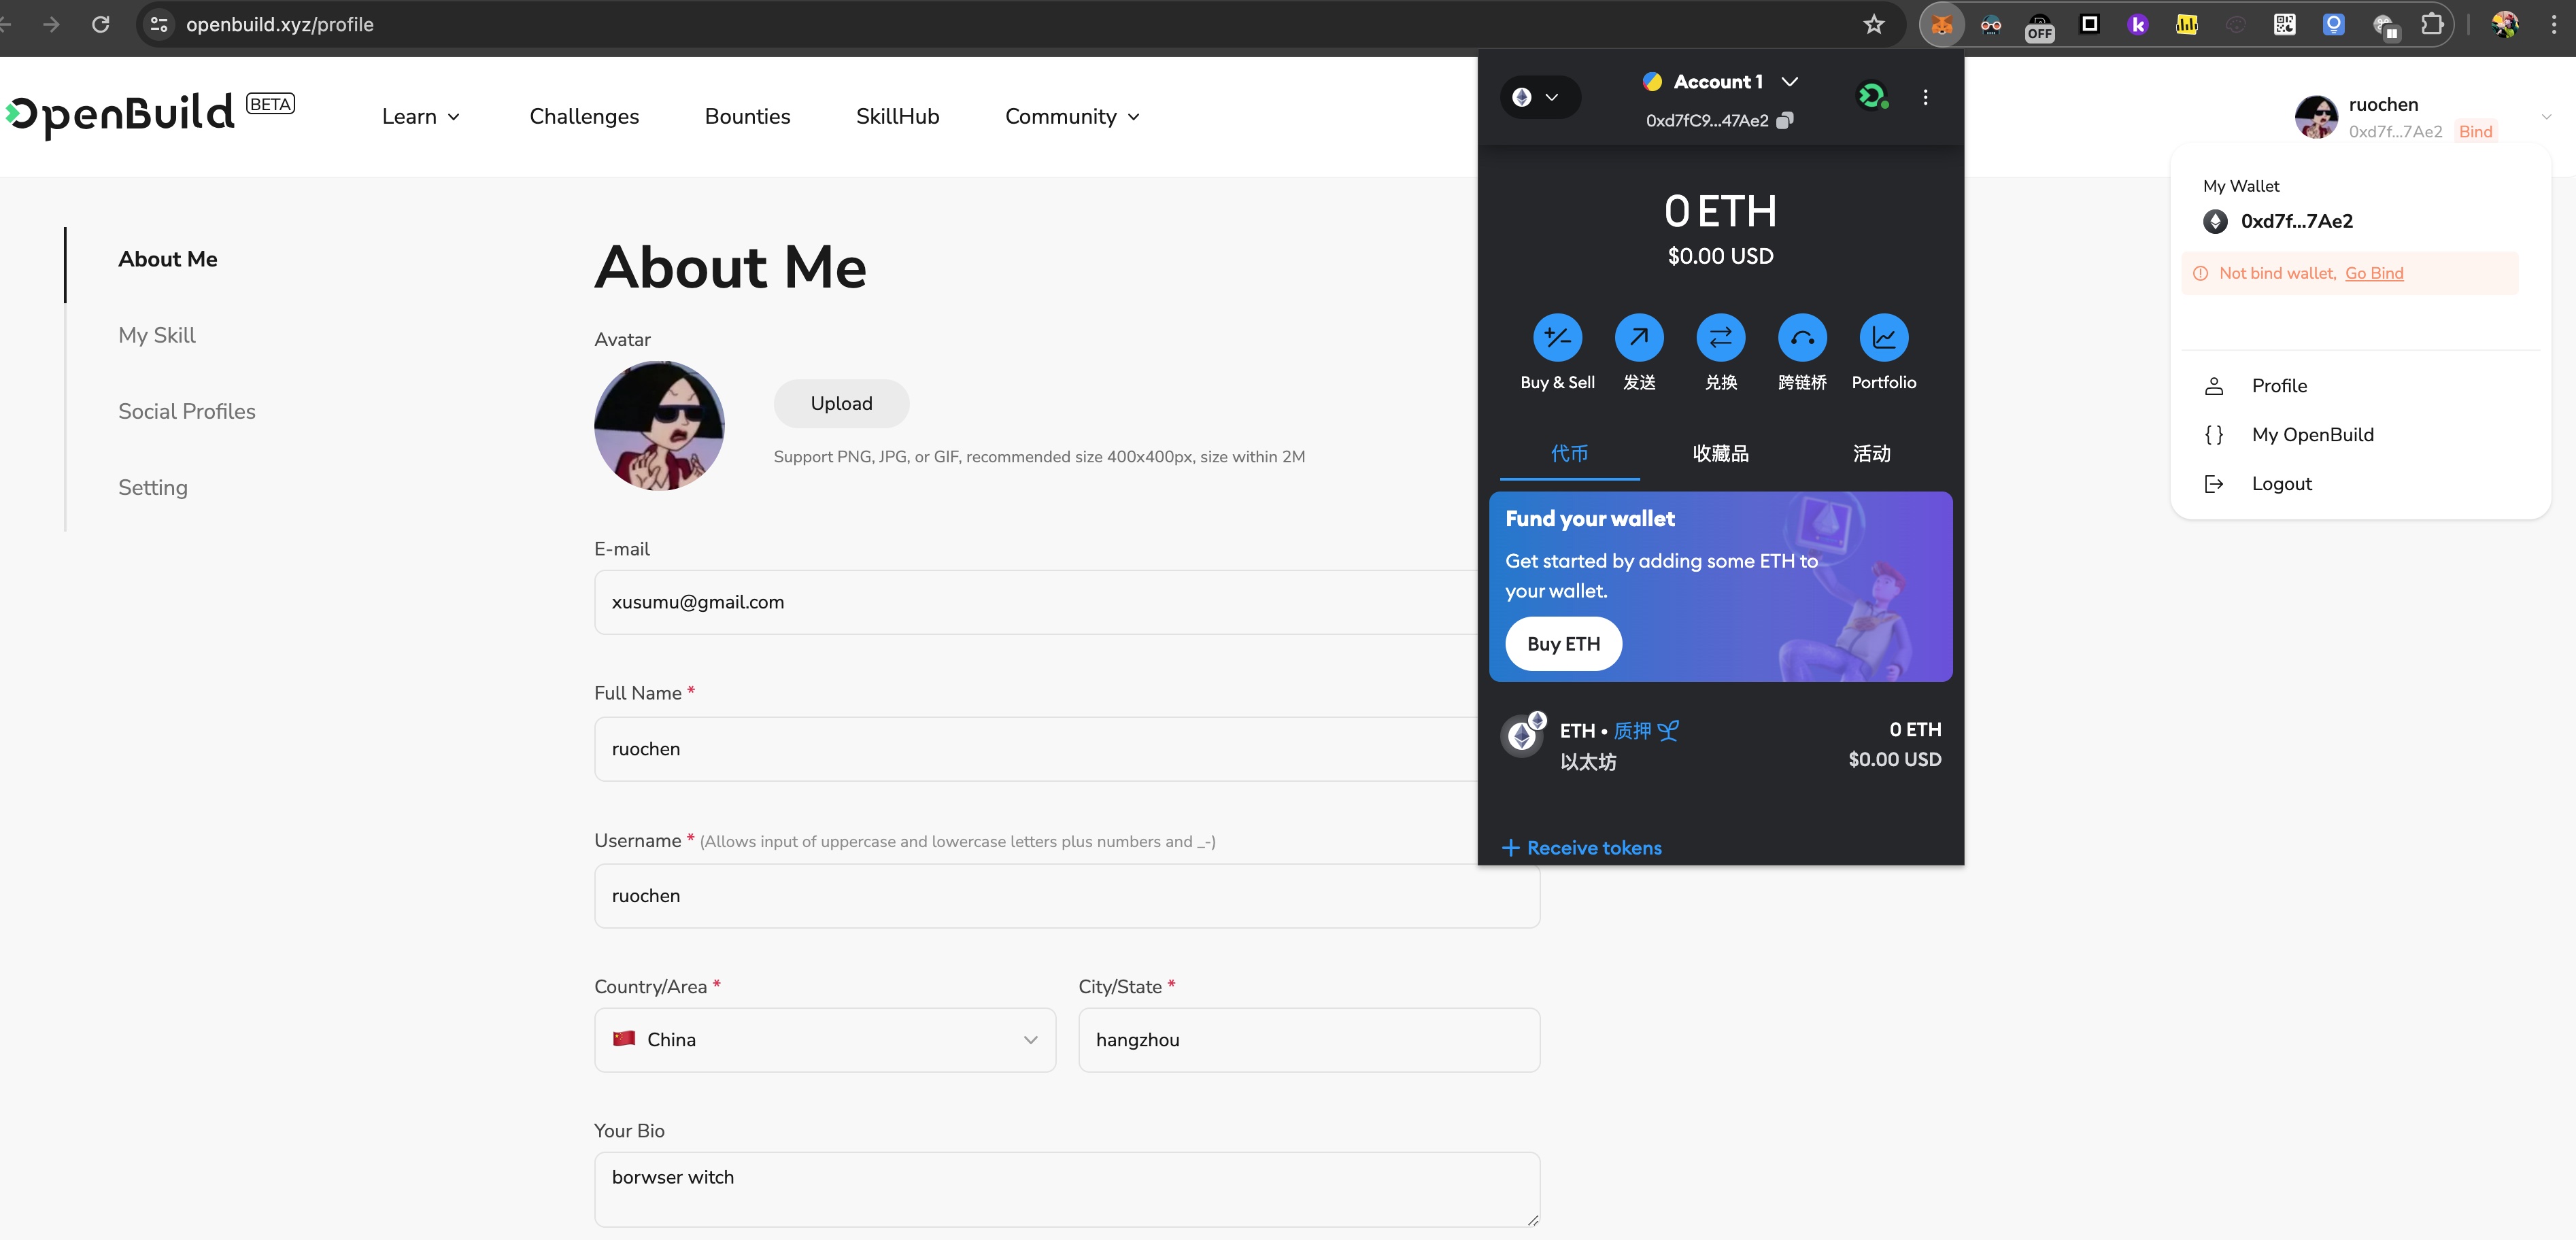 openbuild.xyz/profile
OFF
OpenBuild BETA
Learn
Challenges
Bounties
SkillHub
Community
ruochen
0xd7f...7Ae2 Bind
About Me
My Skill
Social Profiles
Setting
About Me
Avatar
Upload
Support PNG, JPG, or GIF, recommended size 400x400px, size within 2M
E-mail
xusumu@gmail.com
Full Name *
ruochen
Username * (Allows input of uppercase and lowercase letters plus numbers and _-)
ruochen
Country/Area *
🇨🇳 China
City/State *
hangzhou
Your Bio
borwser witch
Account 1
0xd7fC9...47Ae2
0 ETH
$0.00 USD
Buy & Sell
发送
兑换
跨链桥
Portfolio
代币
收藏品
活动
Fund your wallet
Get started by adding some ETH to
your wallet.
Buy ETH
ETH • 质押
0 ETH
以太坊
$0.00 USD
+ Receive tokens
My Wallet
0xd7f...7Ae2
Not bind wallet, Go Bind
Profile
My OpenBuild
Logout